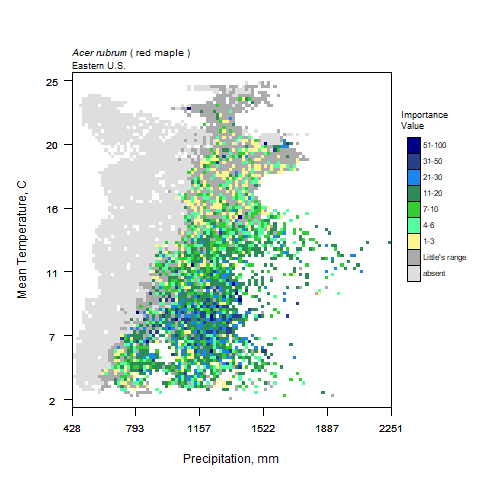 Acer rubrum ( red maple )
Eastern U.S.
Importance
Value
51-100
31-50
21-30
11-20
7-10
4-6
1-3
Little's range
absent
Mean Temperature, C
25
20
16
11
7
2
428 793 1157 1522 1887 2251
Precipitation, mm